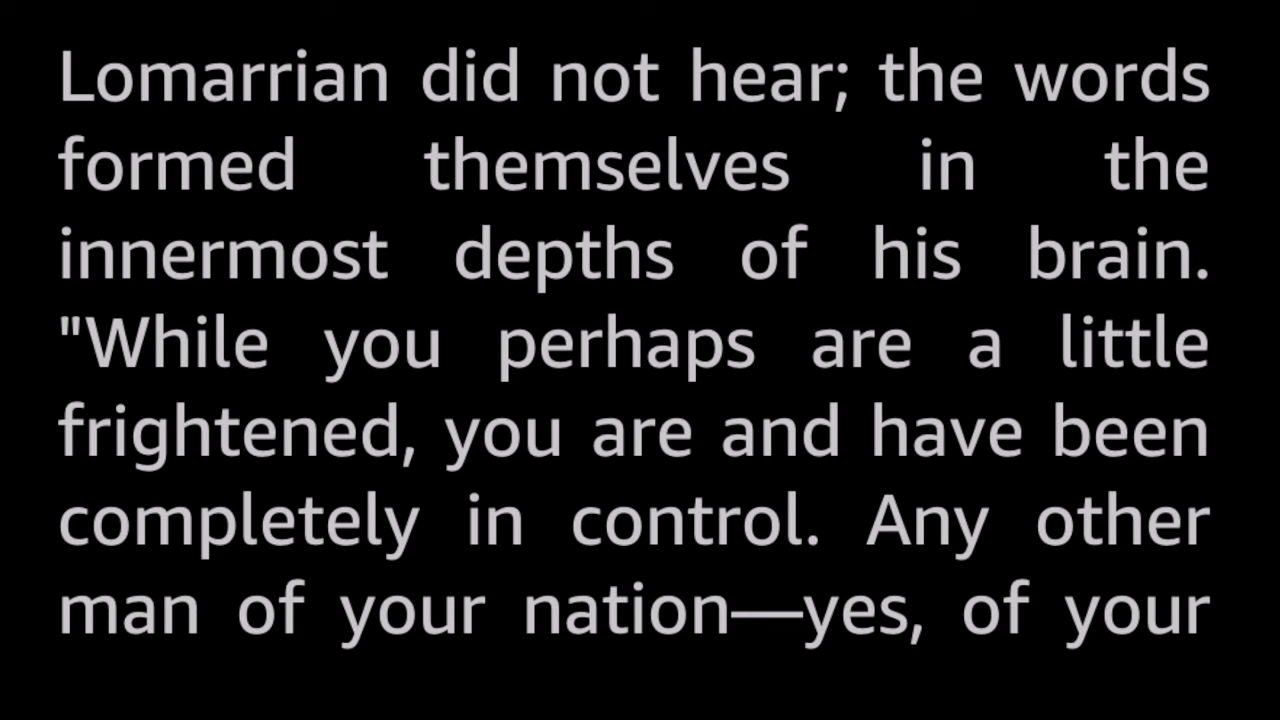 Lomarrian did not hear; the words
formed themselves in the
innermost depths of his brain.
"While you perhaps are a little
frightened, you are and have been
completely in control. Any other
man of your nation—yes, of your